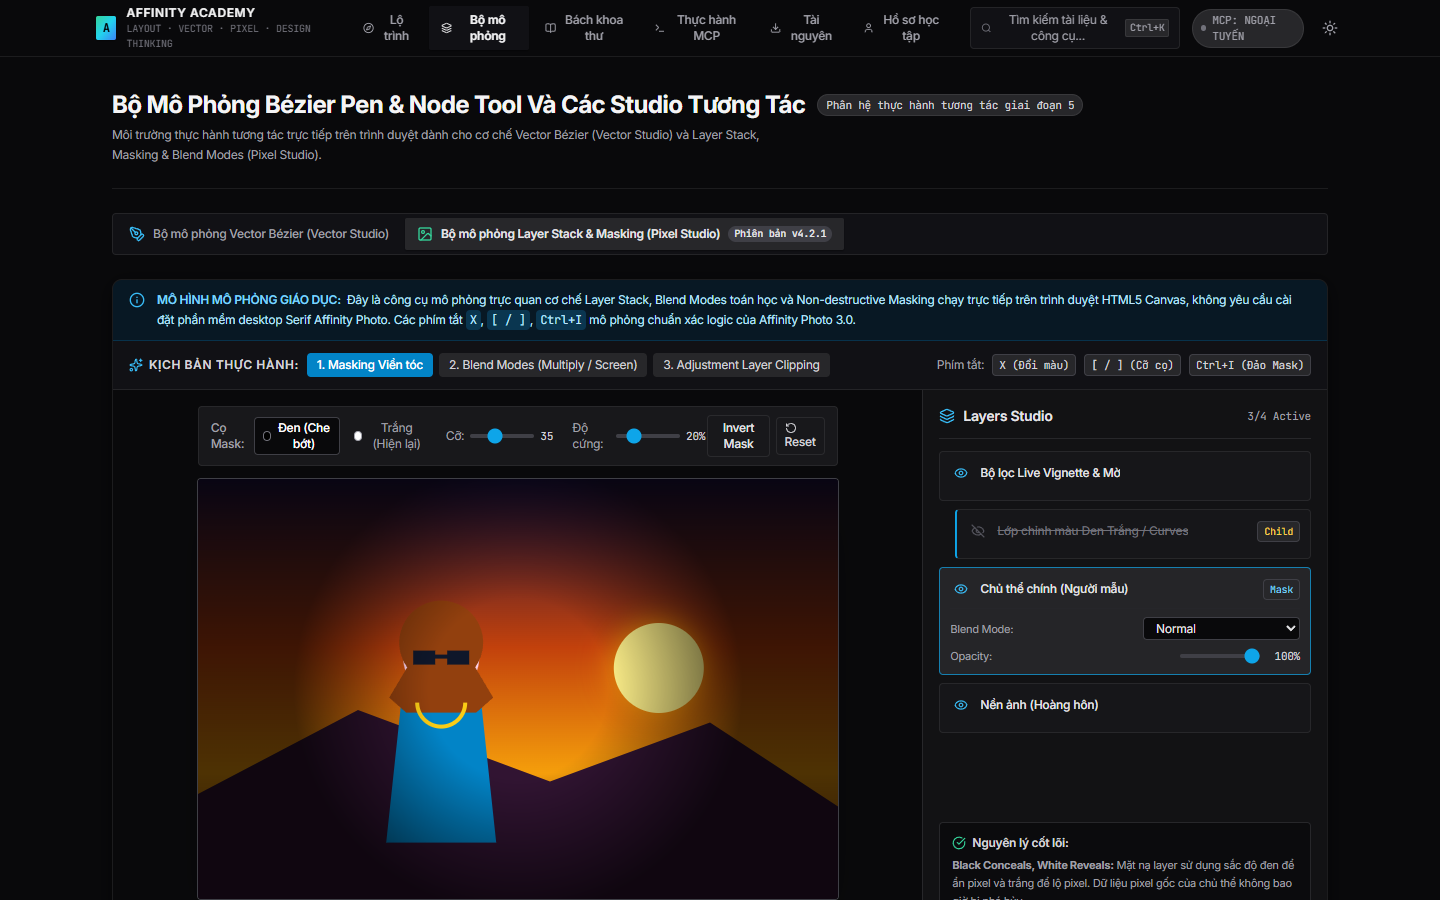 A
AFFINITY ACADEMY
LAYOUT · VECTOR · PIXEL · DESIGN
THINKING
Lộ
trình
Bộ mô
phỏng
Bách khoa
thư
Thực hành
MCP
Tài
nguyên
Hồ sơ học
tập
Tìm kiếm tài liệu &
công cụ...
Ctrl+K
MCP: NGOẠI
TUYẾN
Bộ Mô Phỏng Bézier Pen & Node Tool Và Các Studio Tương Tác
Phân hệ thực hành tương tác giai đoạn 5
Môi trường thực hành tương tác trực tiếp trên trình duyệt dành cho cơ chế Vector Bézier (Vector Studio) và Layer Stack,
Masking & Blend Modes (Pixel Studio).
Bộ mô phỏng Vector Bézier (Vector Studio)
Bộ mô phỏng Layer Stack & Masking (Pixel Studio)
Phiên bản v4.2.1
MÔ HÌNH MÔ PHỎNG GIÁO DỤC: Đây là công cụ mô phỏng trực quan cơ chế Layer Stack, Blend Modes toán học và Non-destructive Masking chạy trực tiếp trên trình duyệt HTML5 Canvas, không yêu cầu cài
đặt phần mềm desktop Serif Affinity Photo. Các phím tắt X, [ / ], Ctrl+I mô phỏng chuẩn xác logic của Affinity Photo 3.0.
KỊCH BẢN THỰC HÀNH:
1. Masking Viền tóc
2. Blend Modes (Multiply / Screen)
3. Adjustment Layer Clipping
Phím tắt:
X (Đổi màu)
[ / ] (Cỡ cọ)
Ctrl+I (Đảo Mask)
Cọ
Mask:
Đen (Che
bớt)
Trắng
(Hiện lại)
Cỡ:
35
Độ
cứng:
20%
Invert
Mask
Reset
Layers Studio
3/4 Active
Bộ lọc Live Vignette & Mờ
Lớp chỉnh màu Đen Trắng / Curves
Child
Chủ thể chính (Người mẫu)
Mask
Blend Mode:
Normal
Opacity:
100%
Nền ảnh (Hoàng hôn)
Nguyên lý cốt lõi:
Black Conceals, White Reveals: Mặt nạ layer sử dụng sắc độ đen để
ẩn pixel và trắng để lộ pixel. Dữ liệu pixel gốc của chủ thể không bao
giờ bị phá hủy.